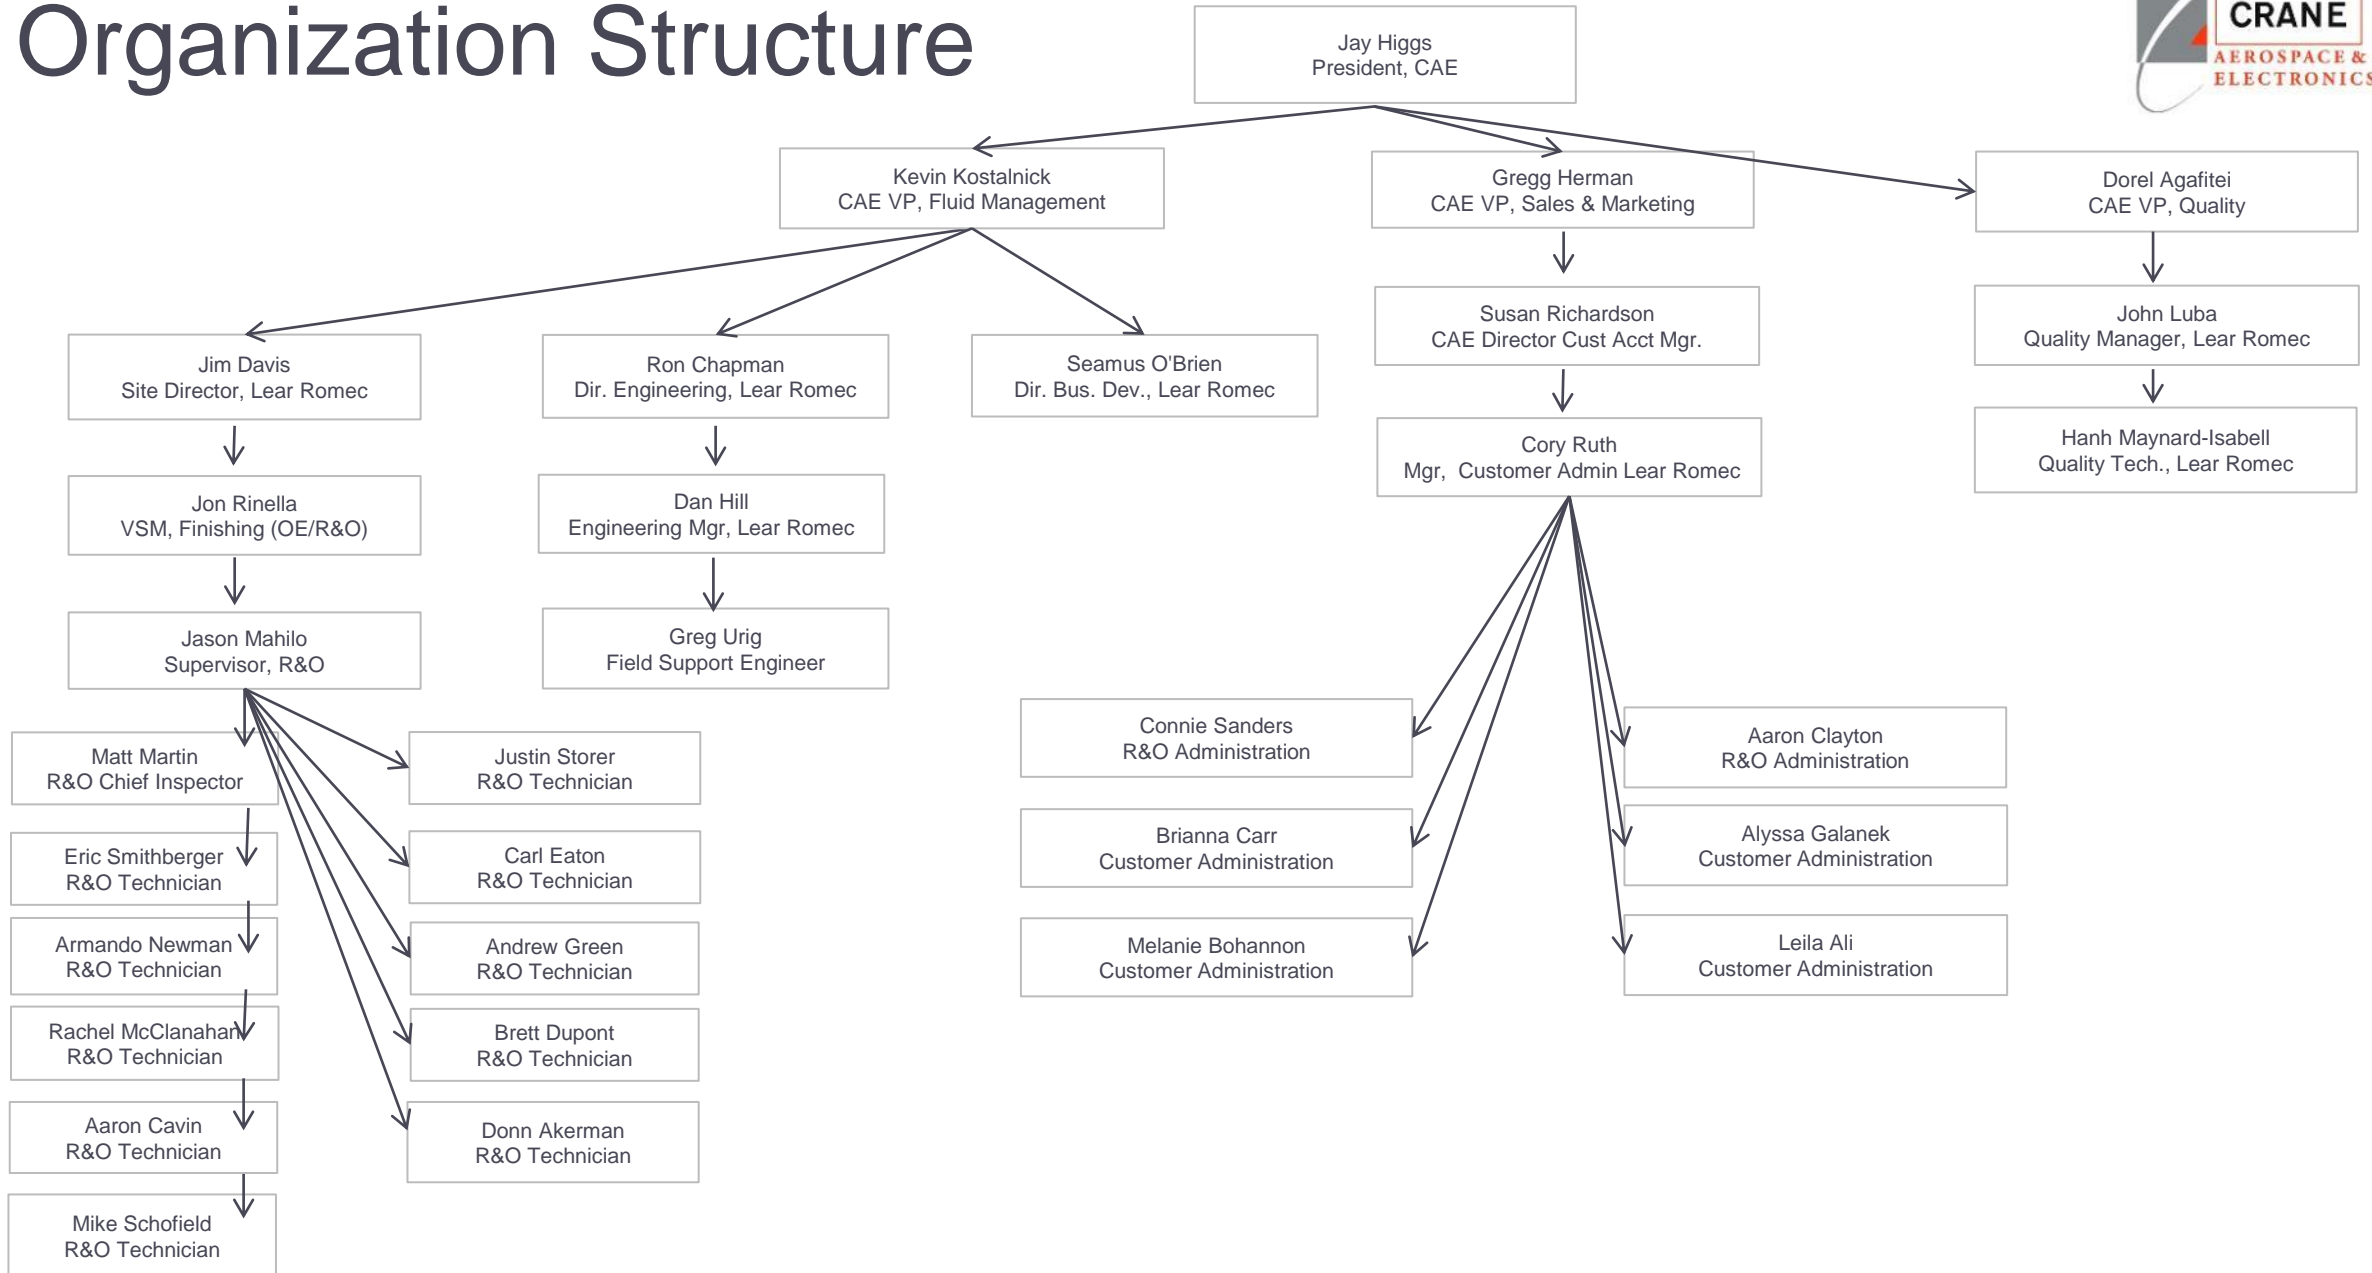 Organization Structure
CRANE
AEROSPACE &
ELECTRONICS
Jay Higgs
President, CAE
Kevin Kostalnick
CAE VP, Fluid Management
Gregg Herman
CAE VP, Sales & Marketing
Dorel Agafitei
CAE VP, Quality
Jim Davis
Site Director, Lear Romec
Ron Chapman
Dir. Engineering, Lear Romec
Seamus O'Brien
Dir. Bus. Dev., Lear Romec
Susan Richardson
CAE Director Cust Acct Mgr.
John Luba
Quality Manager, Lear Romec
Jon Rinella
VSM, Finishing (OE/R&O)
Dan Hill
Engineering Mgr, Lear Romec
Cory Ruth
Mgr,  Customer Admin Lear Romec
Hanh Maynard-Isabell
Quality Tech., Lear Romec
Jason Mahilo
Supervisor, R&O
Greg Urig
Field Support Engineer
Matt Martin
R&O Chief Inspector
Justin Storer
R&O Technician
Connie Sanders
R&O Administration
Aaron Clayton
R&O Administration
Eric Smithberger
R&O Technician
Carl Eaton
R&O Technician
Brianna Carr
Customer Administration
Alyssa Galanek
Customer Administration
Armando Newman
R&O Technician
Andrew Green
R&O Technician
Melanie Bohannon
Customer Administration
Leila Ali
Customer Administration
Rachel McClanahan
R&O Technician
Brett Dupont
R&O Technician
Aaron Cavin
R&O Technician
Donn Akerman
R&O Technician
Mike Schofield
R&O Technician